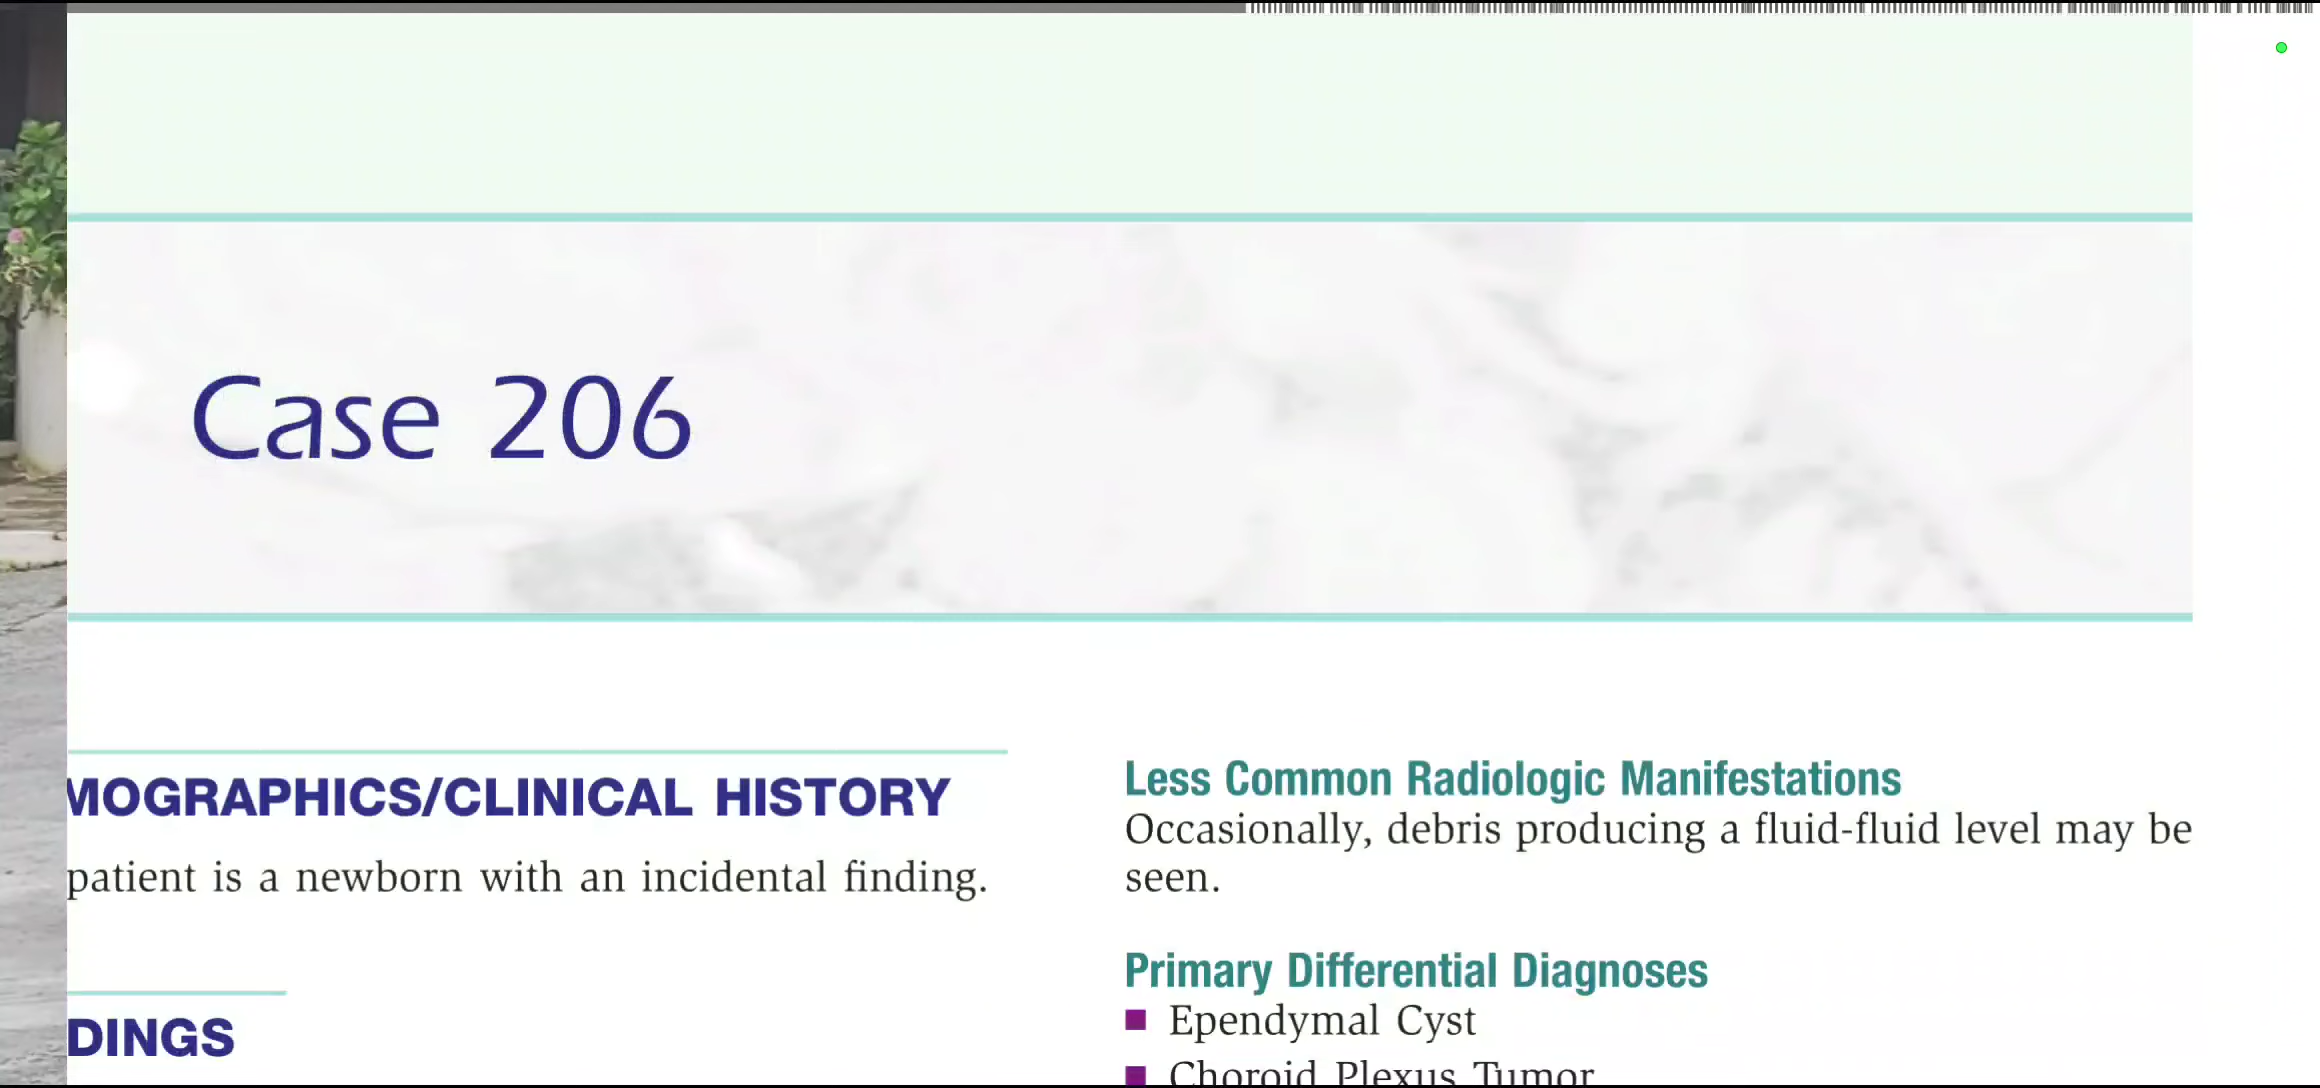 Case 206
MOGRAPHICS/CLINICAL HISTORY
patient is a newborn with an incidental finding.
DINGS
Less Common Radiologic Manifestations
Occasionally, debris producing a fluid-fluid level may be
seen.
Primary Differential Diagnoses
■ Ependymal Cyst
■ Choroid Plexus Tumor